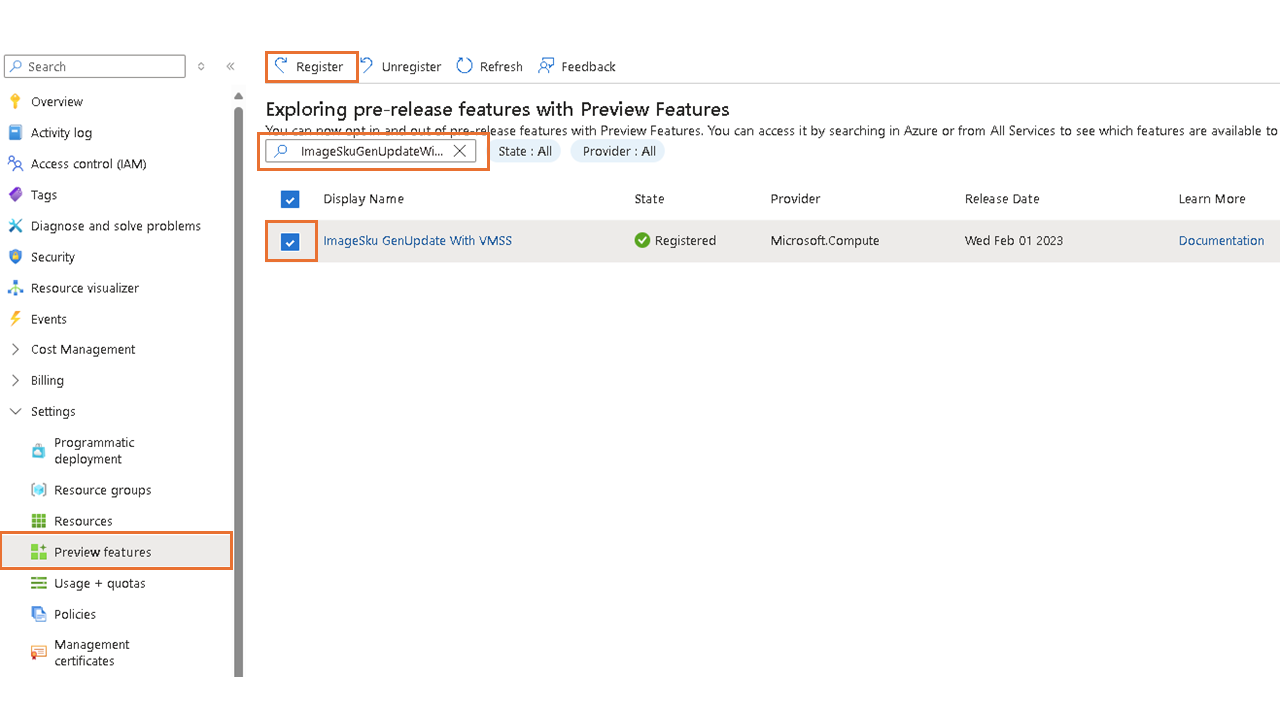 Search
Overview
Activity log
Access control (IAM)
Tags
Diagnose and solve problems
Security
Resource visualizer
Events
Cost Management
Billing
Settings
Programmatic
deployment
Resource groups
Resources
Preview features
Usage + quotas
Policies
Management
certificates
Register Unregister Refresh Feedback
Exploring pre-release features with Preview Features
You can now opt in and out of pre-release features with Preview Features. You can access it by searching in Azure or from All Services to see which features are available to
ImageSkuGenUpdateWi... State : All Provider : All
Display Name State Provider Release Date Learn More
ImageSku GenUpdate With VMSS Registered Microsoft.Compute Wed Feb 01 2023 Documentation